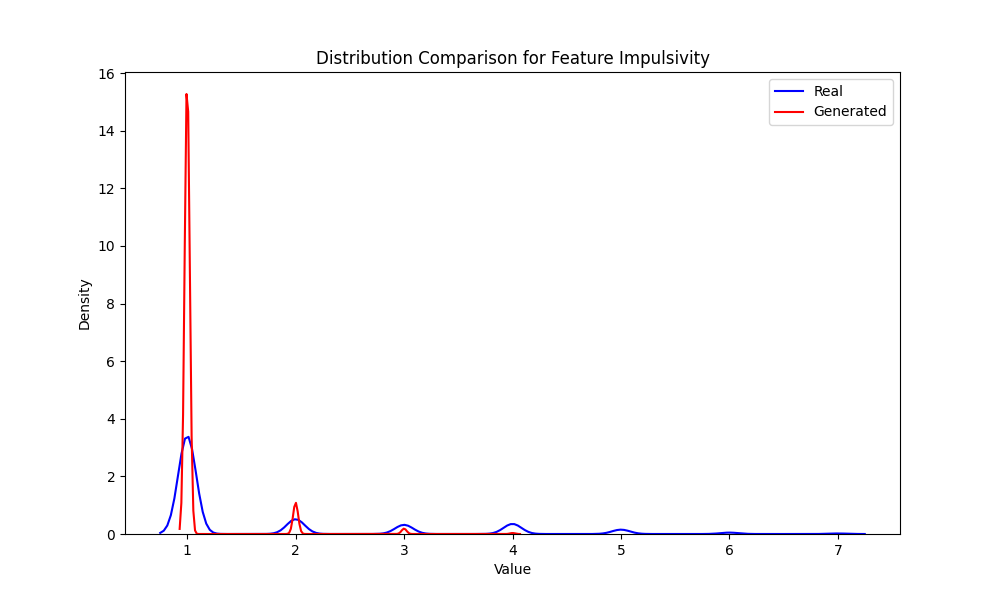 Distribution Comparison for Feature Impulsivity
Real
Generated
Density
16
14
12
10
8
6
4
2
0
1 2 3 4 5 6 7
Value